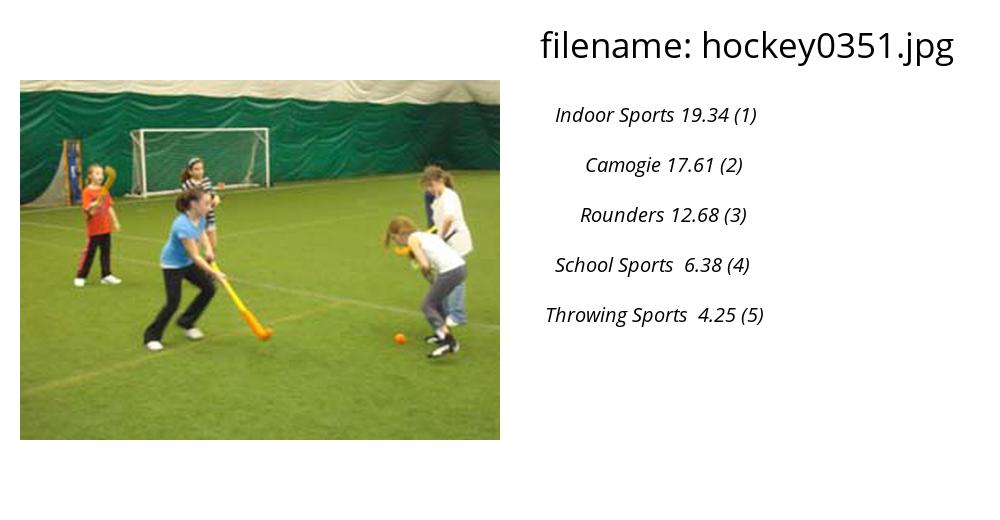 filename: hockey0351.jpg
Indoor Sports 19.34 (1)
Camogie 17.61 (2)
Rounders 12.68 (3)
School Sports  6.38 (4)
Throwing Sports  4.25 (5)